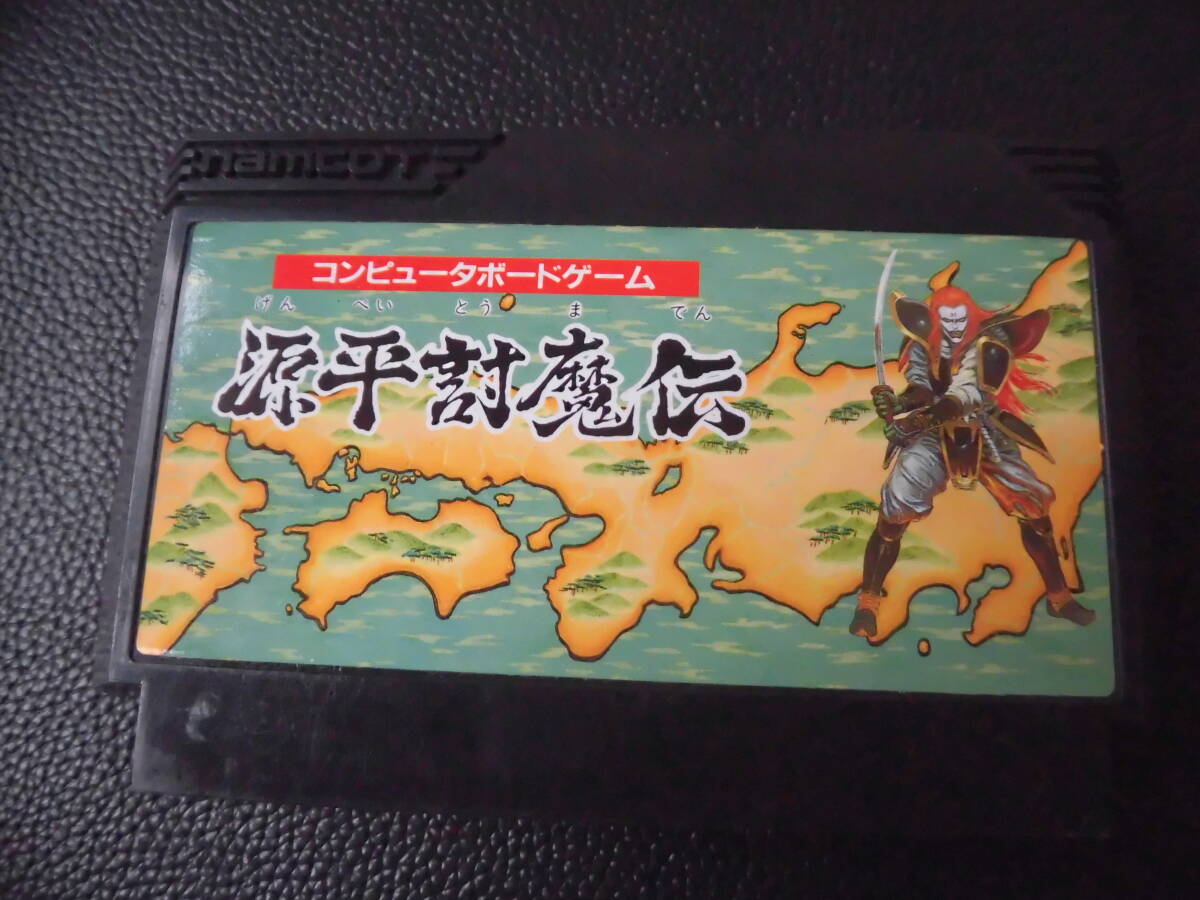 namcoT
コンピュータボードゲーム
げん ぺい とう ま でん
源平討魔伝